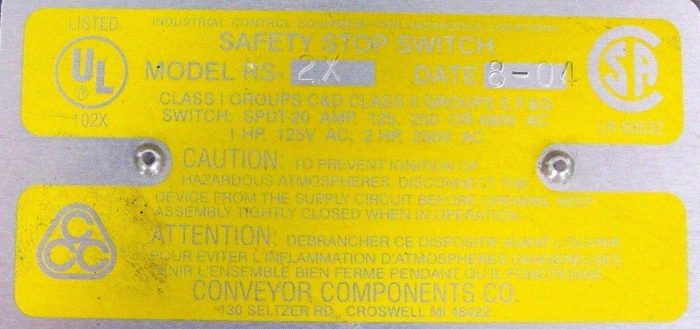 LISTED
INDUSTRIAL CONTROL EQUIPMENT FOR HAZARDOUS LOCATIONS
SAFETY STOP SWITCH
UL
®
102X
MODEL RS- 2X DATE 8-04
CLASS I GROUPS C&D CLASS II GROUPS E,F&G
SWITCH: SPDT-20 AMP. 125, 250 OR 480V AC
1 HP. 125V AC, 2 HP. 250V AC
CSA
LR
CAUTION: TO PREVENT IGNITION OF
HAZARDOUS ATMOSPHERES, DISCONNECT THE
DEVICE FROM THE SUPPLY CIRCUIT BEFORE OPENING. KEEP
ASSEMBLY TIGHTLY CLOSED WHEN IN OPERATION.
CCC
ATTENTION: DEBRANCHER CE DISPOSITIF AVANT L'OUVRIR
POUR EVITER L'INFLAMMATION D'ATMOSPHERES DANGEREUSES
TENIR L'ENSEMBLE BIEN FERME PENDANT QU'IL FONCTIONNE.
CONVEYOR COMPONENTS CO.
130 SELTZER RD., CROSWELL MI 48422